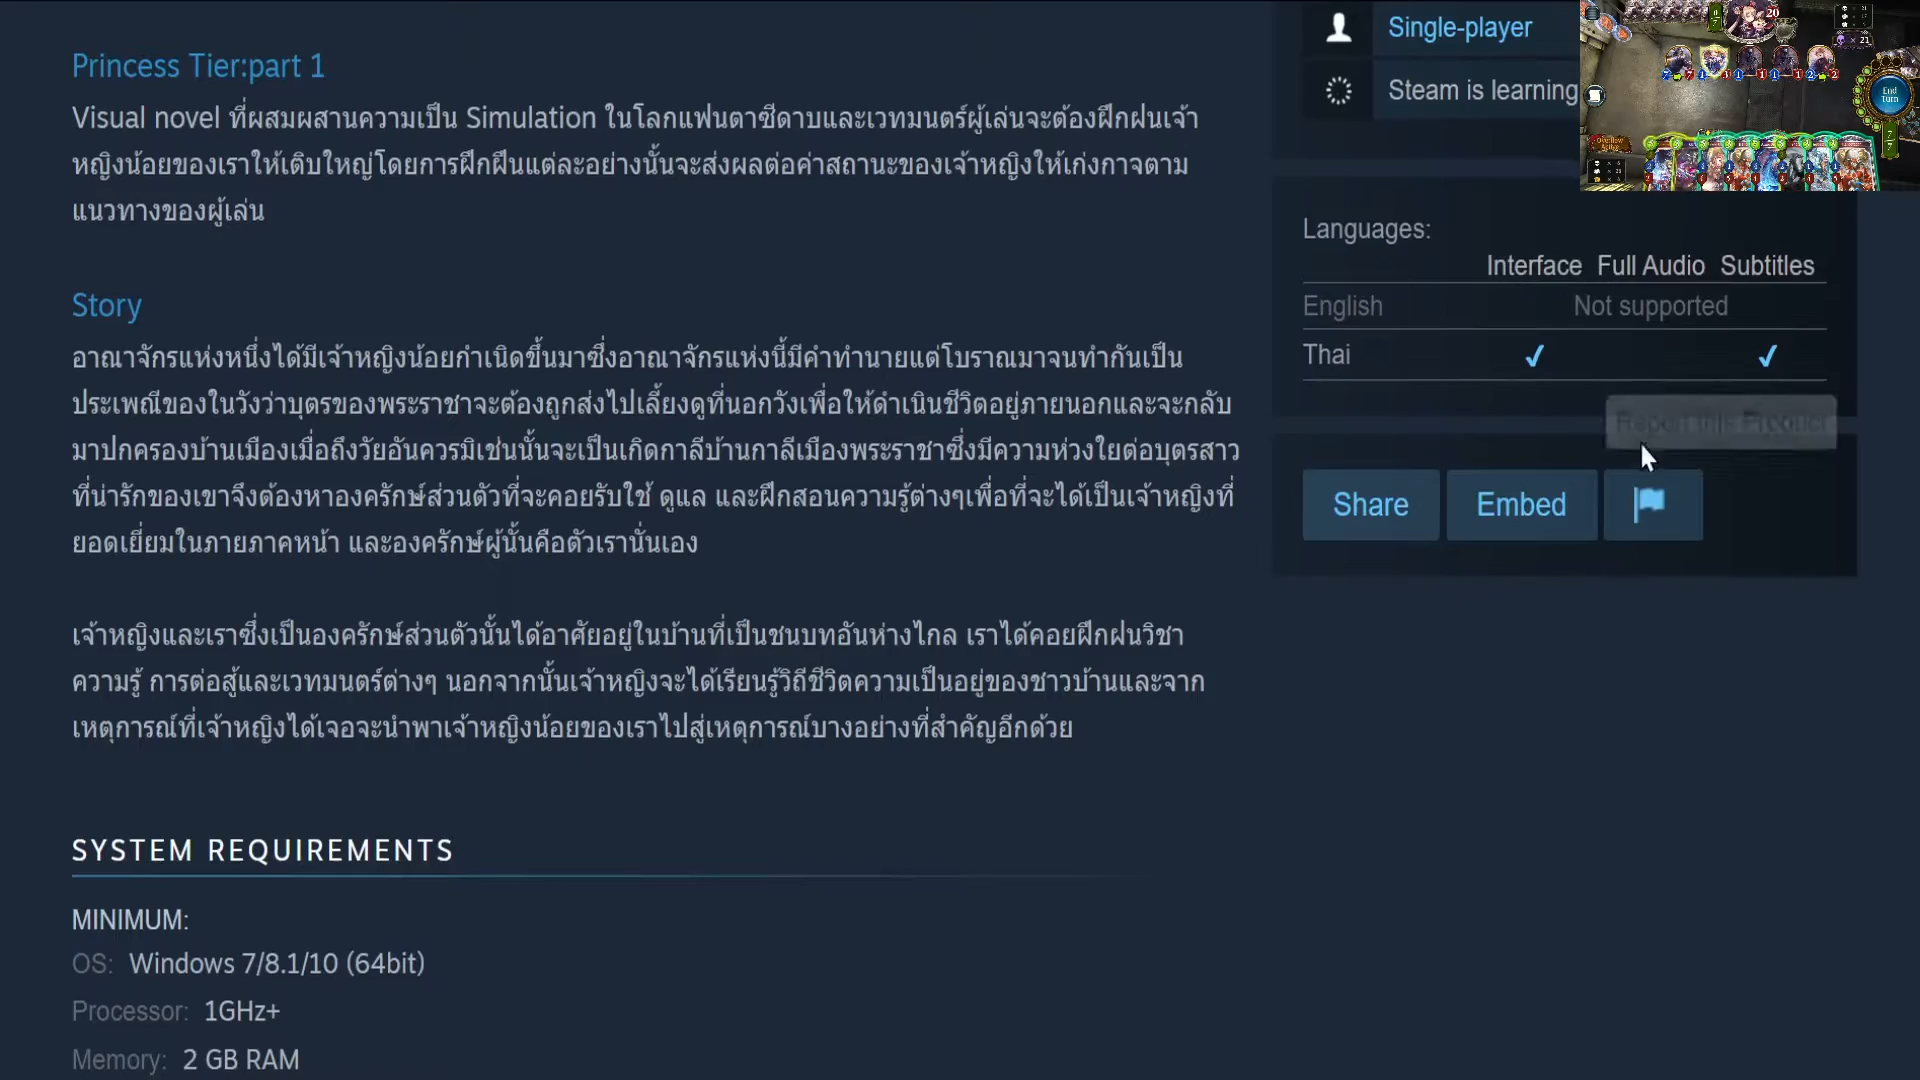 Princess Tier:part 1
Visual novel ที่ผสมผสานความเป็น Simulation ในโลกแฟนตาซีดาบและเวทมนตร์ผู้เล่นจะต้องฝึกฝนเจ้า
หญิงน้อยของเราให้เติบใหญ่โดยการฝึกฝืนแต่ละอย่างนั้นจะส่งผลต่อค่าสถานะของเจ้าหญิงให้เก่งกาจตาม
แนวทางของผู้เล่น
Story
อาณาจักรแห่งหนึ่งได้มีเจ้าหญิงน้อยกำเนิดขึ้นมาซึ่งอาณาจักรแห่งนี้มีคำทำนายแต่โบราณมาจนทำกันเป็น
ประเพณีของในวังว่าบุตรของพระราชาจะต้องถูกส่งไปเลี้ยงดูที่นอกวังเพื่อให้ดำเนินชีวิตอยู่ภายนอกและจะกลับ
มาปกครองบ้านเมืองเมื่อถึงวัยอันควรมิเช่นนั้นจะเป็นเกิดกาลีบ้านกาลีเมืองพระราชาซึ่งมีความห่วงใยต่อบุตรสาว
ที่น่ารักของเขาจึงต้องหาองครักษ์ส่วนตัวที่จะคอยรับใช้ ดูแล และฝึกสอนความรู้ต่างๆเพื่อที่จะได้เป็นเจ้าหญิงที่
ยอดเยี่ยมในภายภาคหน้า และองครักษ์ผู้นั้นคือตัวเรานั่นเอง
เจ้าหญิงและเราซึ่งเป็นองครักษ์ส่วนตัวนั้นได้อาศัยอยู่ในบ้านที่เป็นชนบทอันห่างไกล เราได้คอยฝึกฝนวิชา
ความรู้ การต่อสู้และเวทมนตร์ต่างๆ นอกจากนั้นเจ้าหญิงจะได้เรียนรู้วิถีชีวิตความเป็นอยู่ของชาวบ้านและจาก
เหตุการณ์ที่เจ้าหญิงได้เจอจะนำพาเจ้าหญิงน้อยของเราไปสู่เหตุการณ์บางอย่างที่สำคัญอีกด้วย
SYSTEM REQUIREMENTS
MINIMUM:
OS: Windows 7/8.1/10 (64bit)
Processor: 1GHz+
Memory: 2 GB RAM
Single-player
Steam is learning
Languages:
Interface Full Audio Subtitles
English Not supported
Thai ✓ ✓
Report this Product
Share Embed
20
End
Turn